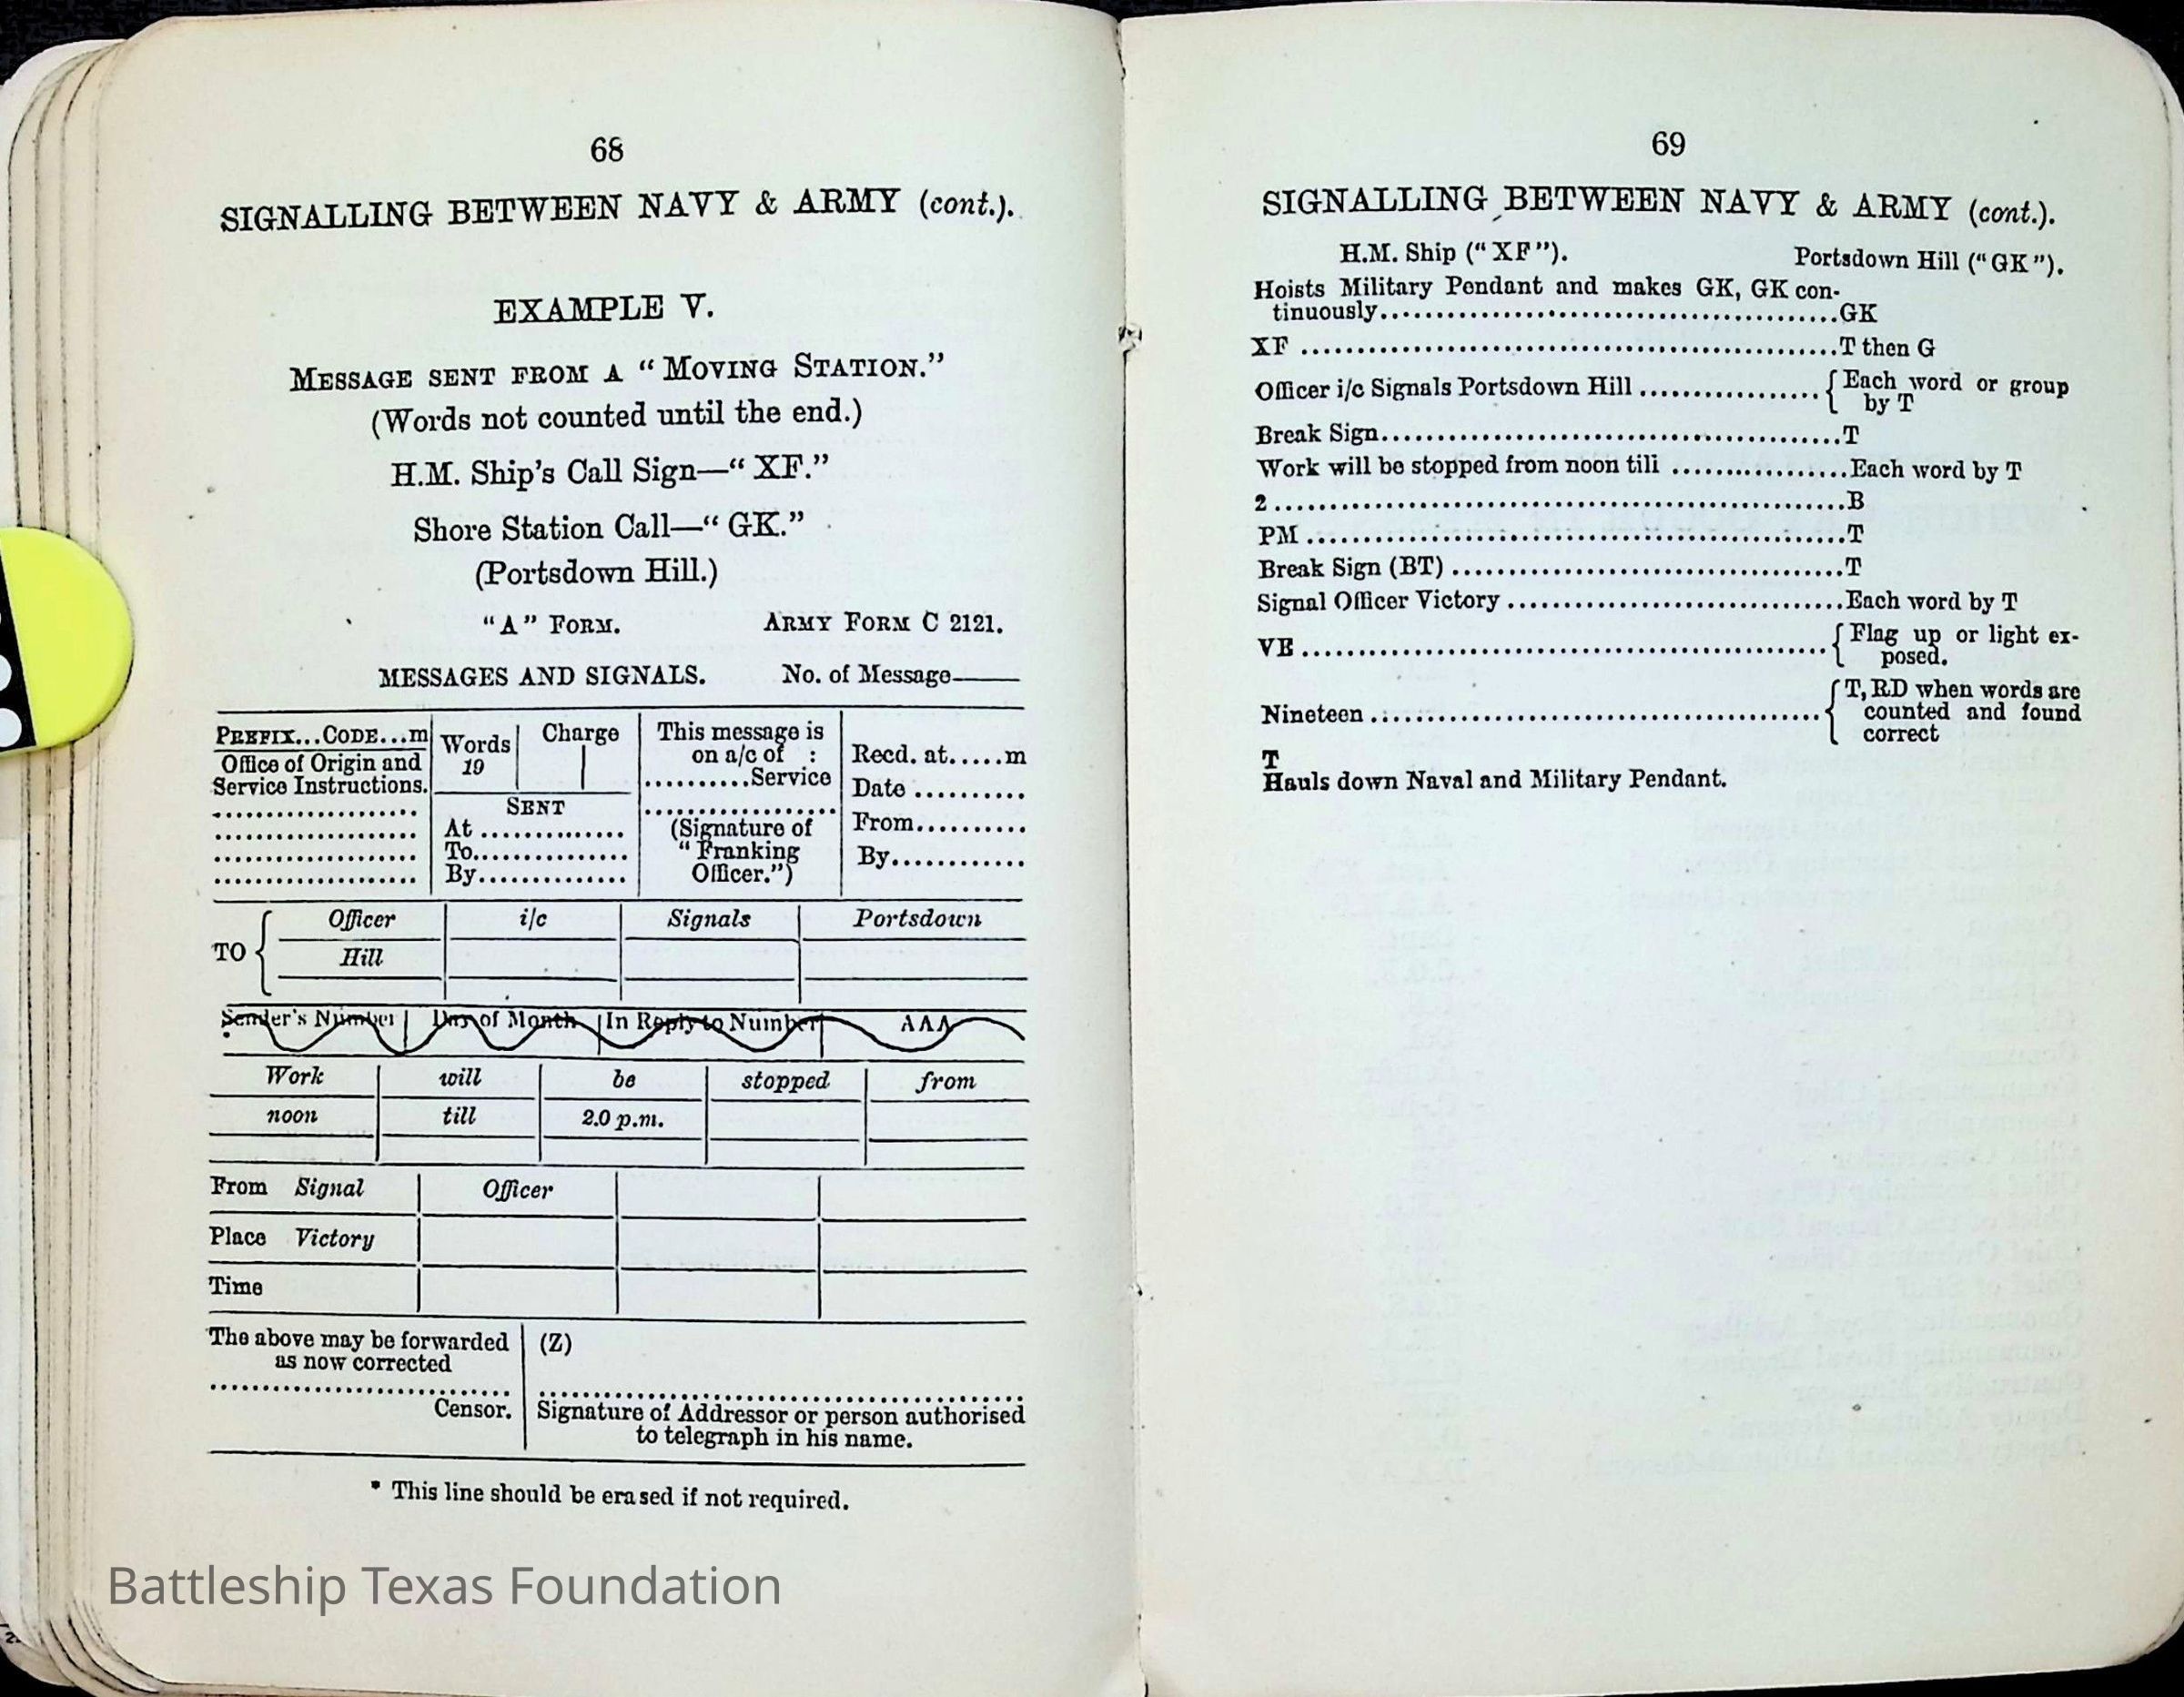 68
SIGNALLING BETWEEN NAVY & ARMY (cont.).
EXAMPLE V.
MESSAGE SENT FROM A “MOVING STATION.”
(Words not counted until the end.)
H.M. Ship’s Call Sign—“XF.”
Shore Station Call—“GK.”
(Portsdown Hill.)
“A” FORM. ARMY FORM C 2121.
MESSAGES AND SIGNALS. No. of Message——
PREFIX...CODE...m
Office of Origin and
Service Instructions.
....................
....................
....................
....................
Words
19
Charge
SENT
At ...............
To................
By...............
This message is
on a/c of :
..........Service
..................
(Signature of
“Franking
Officer.”)
Recd. at.....m
Date ..........
From..........
By............
TO { Officer i/c Signals Portsdown
Hill
Sender’s Number Day of Month In Reply to Number AAA
*
Work will be stopped from
noon till 2.0 p.m.
From Signal Officer
Place Victory
Time
The above may be forwarded
as now corrected
..............................
Censor.
(Z)
..................................................
Signature of Addressor or person authorised
to telegraph in his name.
* This line should be erased if not required.
69
SIGNALLING BETWEEN NAVY & ARMY (cont.).
H.M. Ship (“XF”). Portsdown Hill (“GK”).
Hoists Military Pendant and makes GK, GK con-
tinuously..............................................GK
XF ......................................................T then G
Officer i/c Signals Portsdown Hill .................. { Each word or group
by T
Break Sign..............................................T
Work will be stopped from noon till ..................Each word by T
2.........................................................B
PM ......................................................T
Break Sign (BT) .......................................T
Signal Officer Victory ..................................Each word by T
VE ..................................................... { Flag up or light ex-
posed.
Nineteen ............................................. { T, RD when words are
counted and found
correct
T
Hauls down Naval and Military Pendant.
Battleship Texas Foundation